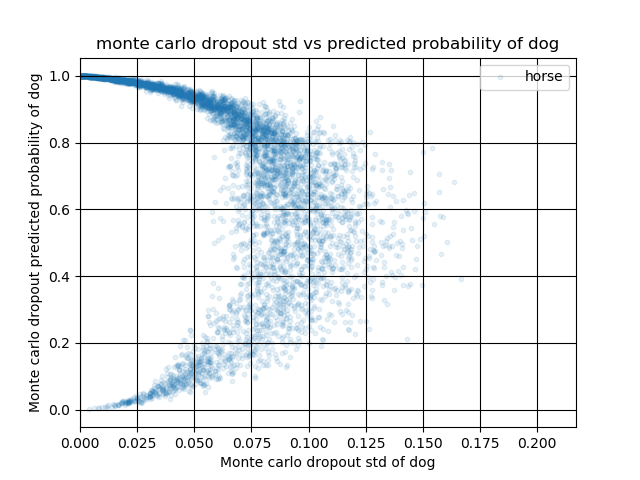 monte carlo dropout std vs predicted probability of dog
horse
Monte carlo dropout predicted probability of dog
1.0
0.8
0.6
0.4
0.2
0.0
0.000 0.025 0.050 0.075 0.100 0.125 0.150 0.175 0.200
Monte carlo dropout std of dog